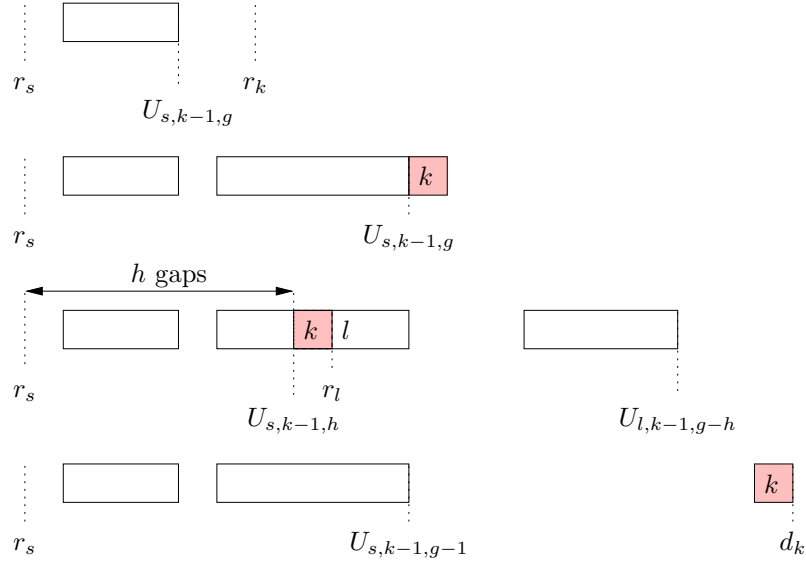 r_s r_k
U_{s,k−1,g}
k
r_s U_{s,k−1,g}
h gaps
k l
r_s r_l
U_{s,k−1,h} U_{l,k−1,g−h}
k
r_s U_{s,k−1,g−1} d_k